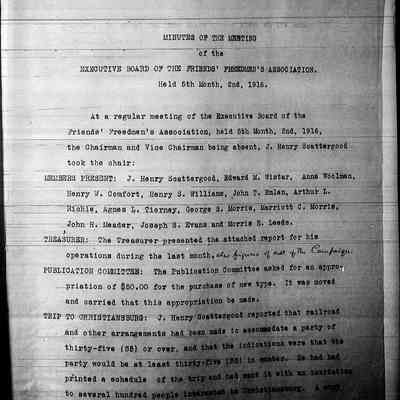 MINUTES OF THE MEETING
of the
EXECUTIVE BOARD OF THE FRIENDS' FREEDMEN'S ASSOCIATION.
Held 5th Month, 2nd, 1916.
At a regular meeting of the Executive Board of the
Friends' Freedmen's Association, held 5th Month, 2nd, 1916,
the Chairman and Vice Chairman being absent, J. Henry Scattergood
took the chair:
MEMBERS PRESENT: J. Henry Scattergood, Edward M. Wistar, Anna Woolman,
Henry W. Comfort, Henry S. Williams, John T. Emlen, Arthur L.
Richie, Agnes L. Tierney, George S. Morris, Marriott C. Morris,
John H. Meader, Joseph S. Evans and Morris E. Leeds.
TREASURER: The Treasurer presented the attached report for his
operations during the last month, also figures of cost of the Campaign.
PUBLICATION COMMITTEE: The Publication Committee asked for an appro-
priation of $50.00 for the purchase of new type. It was moved
and carried that this appropriation be made.
TRIP TO CHRISTIANSBURG: J. Henry Scattergood reported that railroad
and other arrangements had been made to accommodate a party of
thirty-five (35) or over, and that the indications were that the
party would be at least thirty-five (35) in number. He had had
printed a schedule of the trip and had sent it with an invitation
to several hundred people interested in Christiansburg. A copy